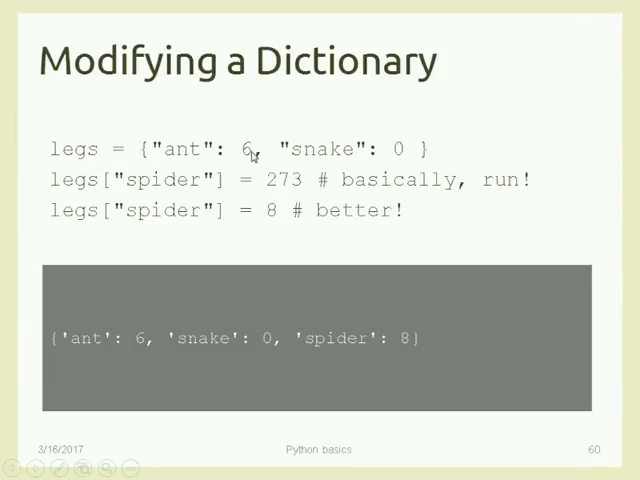 Modifying a Dictionary
legs = {"ant": 6, "snake": 0 }
legs["spider"] = 273 # basically, run!
legs["spider"] = 8 # better!
{'ant': 6, 'snake': 0, 'spider': 8}
3/16/2017
Python basics
60